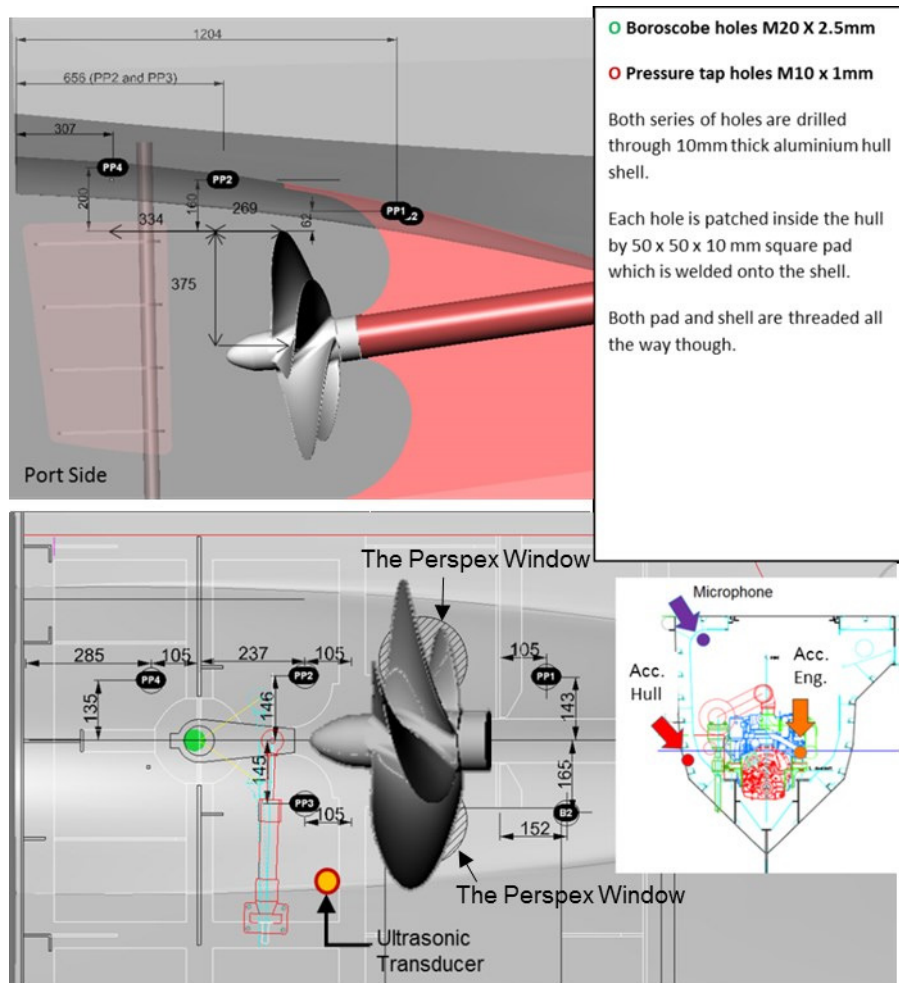 1204
656 (PP2 and PP3)
307
PP4
PP2
PP1
B2
200
160
62
334
269
375
Port Side
O Boroscobe holes M20 X 2.5mm
O Pressure tap holes M10 x 1mm
Both series of holes are drilled
through 10mm thick aluminium hull
shell.
Each hole is patched inside the hull
by 50 x 50 x 10 mm square pad
which is welded onto the shell.
Both pad and shell are threaded all
the way though.
The Perspex Window
285
105
237
105
105
PP4
PP2
PP1
135
146
143
145
165
PP3
105
B2
152
The Perspex Window
Ultrasonic
Transducer
Microphone
Acc.
Hull
Acc.
Eng.